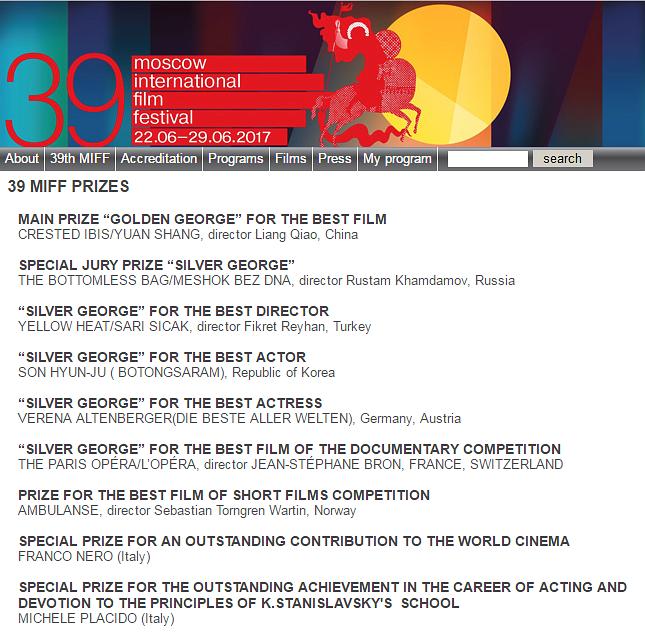 39
moscow
international
film
festival
22.06–29.06.2017
About 39th MIFF Accreditation Programs Films Press My program search
39 MIFF PRIZES
MAIN PRIZE “GOLDEN GEORGE” FOR THE BEST FILM
CRESTED IBIS/YUAN SHANG, director Liang Qiao, China
SPECIAL JURY PRIZE “SILVER GEORGE”
THE BOTTOMLESS BAG/MESHOK BEZ DNA, director Rustam Khamdamov, Russia
“SILVER GEORGE” FOR THE BEST DIRECTOR
YELLOW HEAT/SARI SICAK, director Fikret Reyhan, Turkey
“SILVER GEORGE” FOR THE BEST ACTOR
SON HYUN-JU ( BOTONGSARAM), Republic of Korea
“SILVER GEORGE” FOR THE BEST ACTRESS
VERENA ALTENBERGER(DIE BESTE ALLER WELTEN), Germany, Austria
“SILVER GEORGE” FOR THE BEST FILM OF THE DOCUMENTARY COMPETITION
THE PARIS OPÉRA/L’OPÉRA, director JEAN-STÉPHANE BRON, FRANCE, SWITZERLAND
PRIZE FOR THE BEST FILM OF SHORT FILMS COMPETITION
AMBULANSE, director Sebastian Torngren Wartin, Norway
SPECIAL PRIZE FOR AN OUTSTANDING CONTRIBUTION TO THE WORLD CINEMA
FRANCO NERO (Italy)
SPECIAL PRIZE FOR THE OUTSTANDING ACHIEVEMENT IN THE CAREER OF ACTING AND
DEVOTION TO THE PRINCIPLES OF K.STANISLAVSKY'S SCHOOL
MICHELE PLACIDO (Italy)